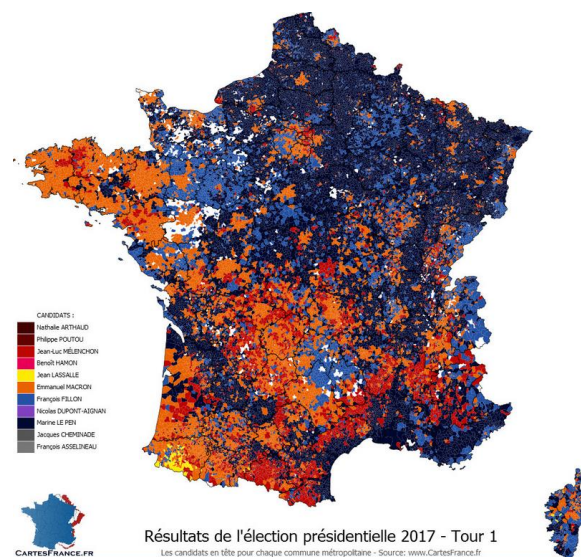 CANDIDATS :
Nathalie ARTHAUD
Philippe POUTOU
Jean-Luc MÉLENCHON
Benoît HAMON
Jean LASSALLE
Emmanuel MACRON
François FILLON
Nicolas DUPONT-AIGNAN
Marine LE PEN
Jacques CHEMINADE
François ASSELINEAU
CARTESFRANCE.FR
Résultats de l'élection présidentielle 2017 - Tour 1
Les candidats en tête pour chaque commune métropolitaine - Source: www.CartesFrance.fr